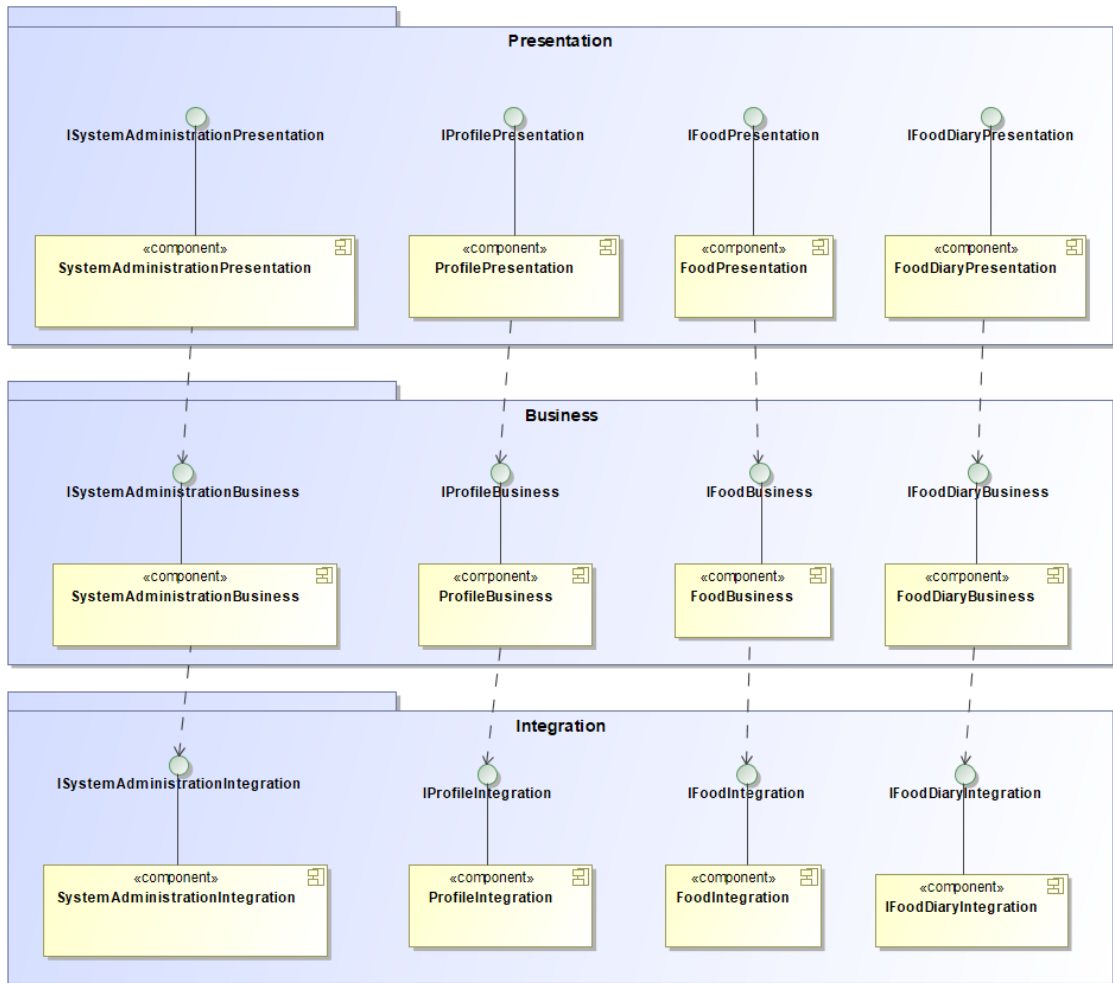 Presentation
ISystemAdministrationPresentation
IProfilePresentation
IFoodPresentation
IFoodDiaryPresentation
«component»
SystemAdministrationPresentation
«component»
ProfilePresentation
«component»
FoodPresentation
«component»
FoodDiaryPresentation
Business
ISystemAdministrationBusiness
IProfileBusiness
IFoodBusiness
IFoodDiaryBusiness
«component»
SystemAdministrationBusiness
«component»
ProfileBusiness
«component»
FoodBusiness
«component»
FoodDiaryBusiness
Integration
ISystemAdministrationIntegration
IProfileIntegration
IFoodIntegration
IFoodDiaryIntegration
«component»
SystemAdministrationIntegration
«component»
ProfileIntegration
«component»
FoodIntegration
«component»
IFoodDiaryIntegration